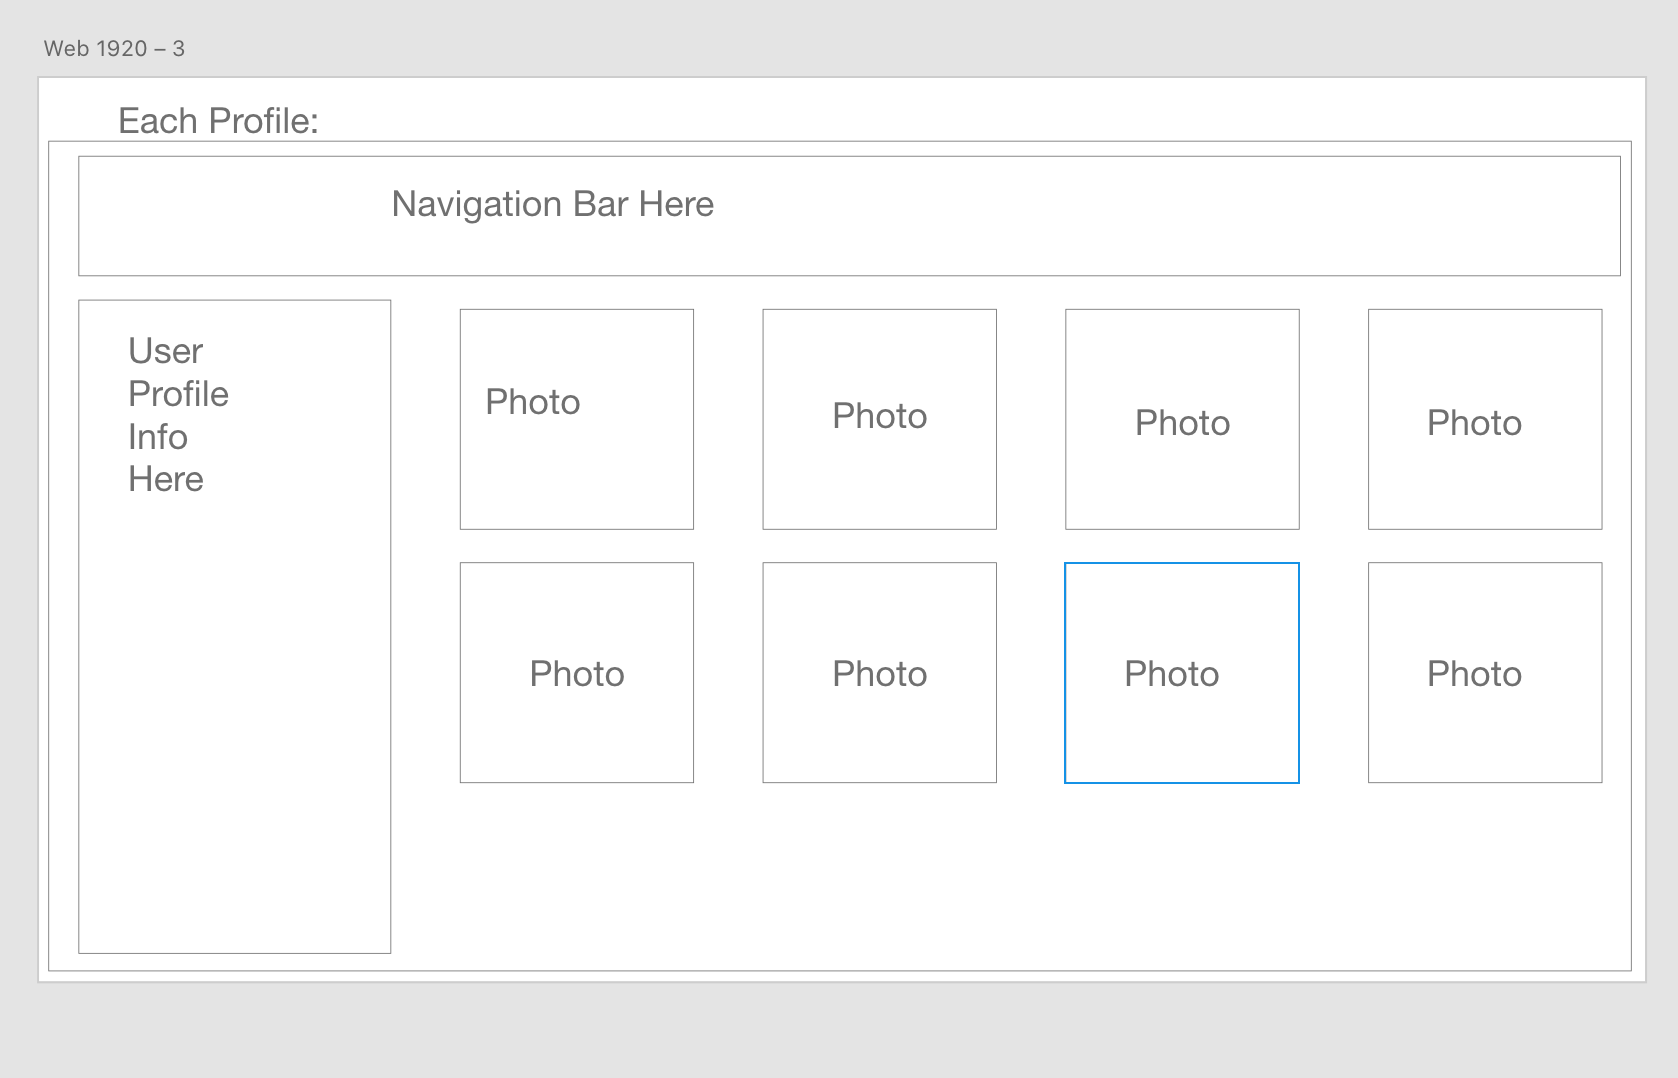 Web 1920 – 3
Each Profile:
Navigation Bar Here
User
Profile
Info
Here
Photo
Photo
Photo
Photo
Photo
Photo
Photo
Photo